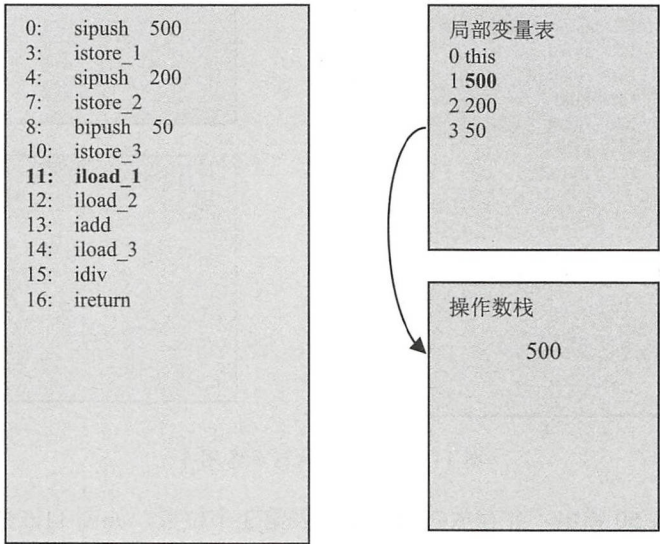 0: sipush 500
3: istore_1
4: sipush 200
7: istore_2
8: bipush 50
10: istore_3
11: iload_1
12: iload_2
13: iadd
14: iload_3
15: idiv
16: ireturn
局部变量表
0 this
1 500
2 200
3 50
操作数栈
500